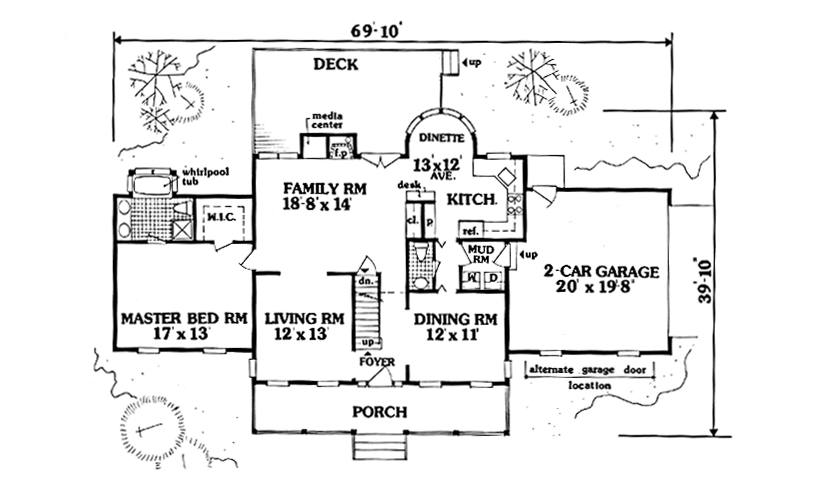 69'-10"
DECK
up
media
center
f.p.
DINETTE
13'x12'
AVE.
whirlpool
tub
FAMILY RM
18'-8' x 14'
desk
KITCH.
W.I.C.
cl.
p.
ref.
MUD
RM
up
W
D
dn.
2-CAR GARAGE
20' x 19'8"
39'-10"
MASTER BED RM
17' x 13'
LIVING RM
12' x 13'
DINING RM
12' x 11'
up
FOYER
alternate garage door
location
PORCH